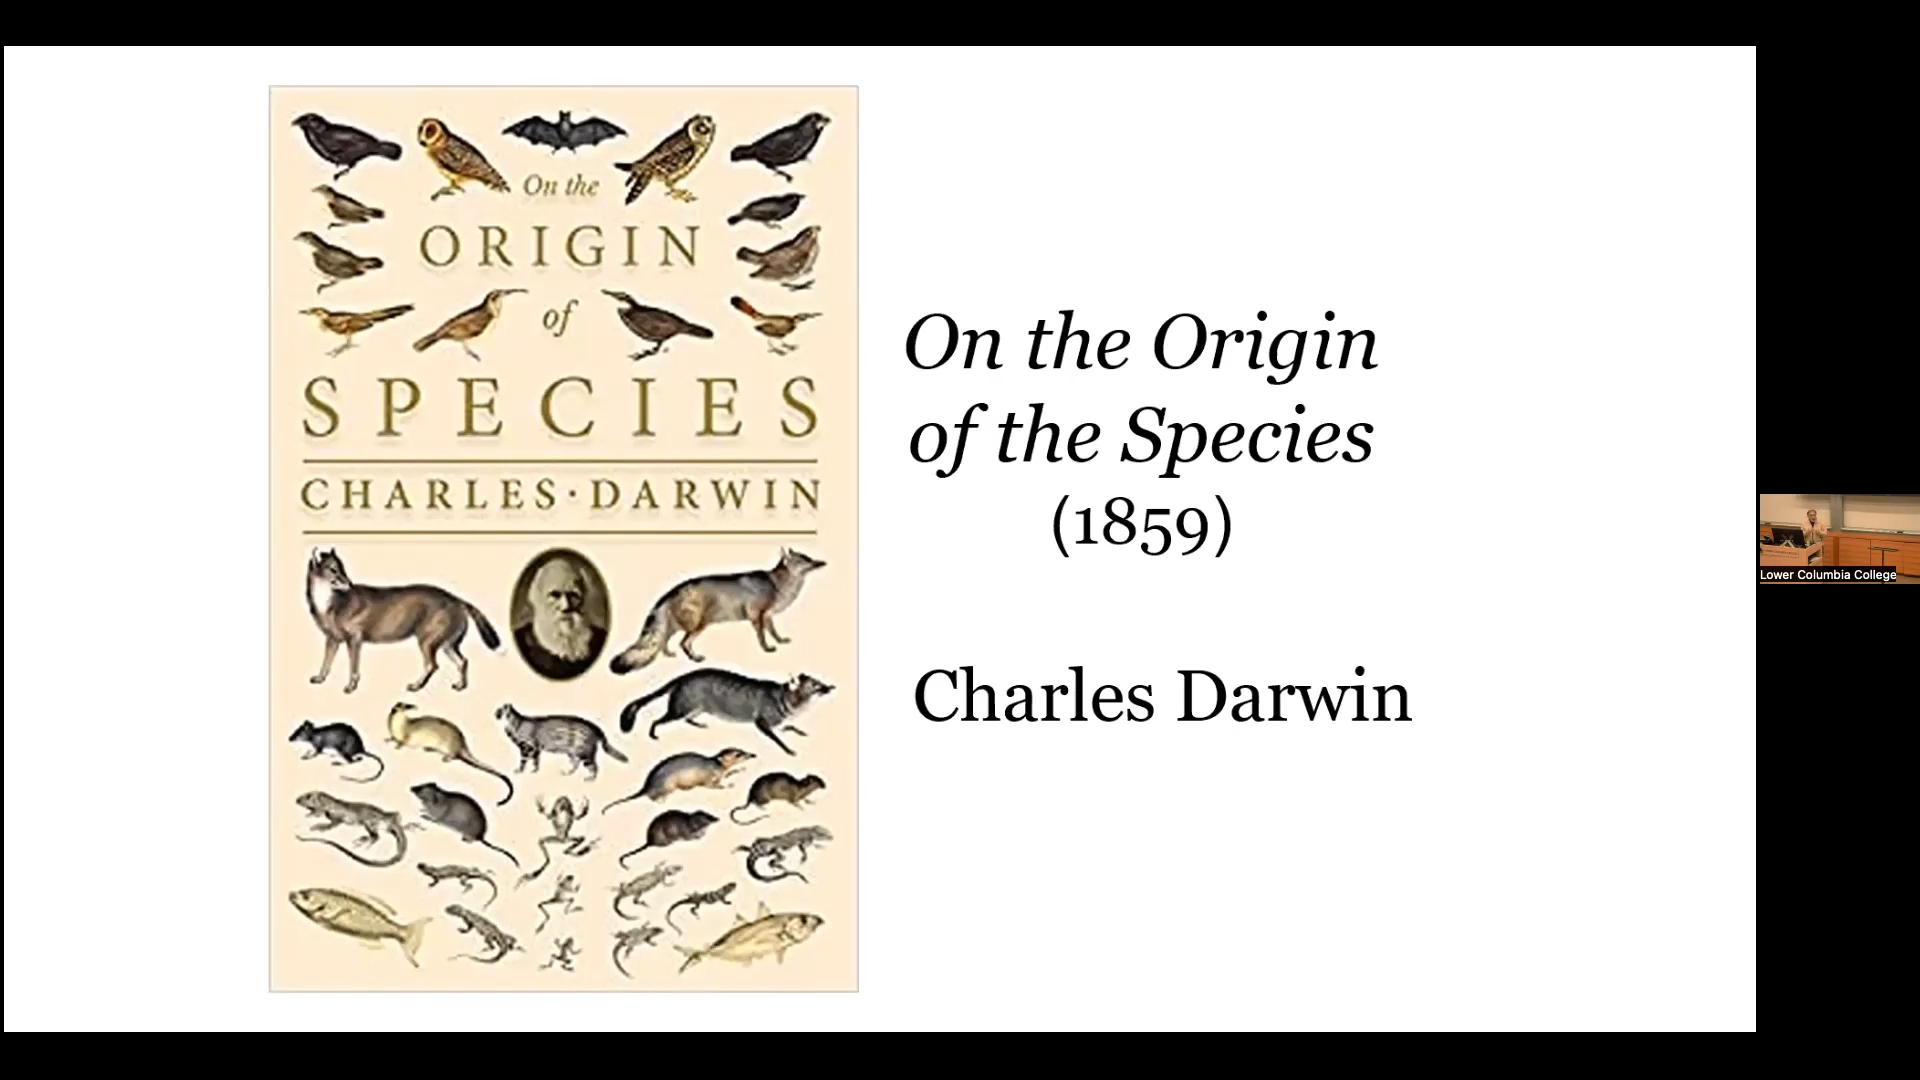 On the
ORIGIN
of
SPECIES
CHARLES·DARWIN
On the Origin
of the Species
(1859)
Charles Darwin
Lower Columbia College